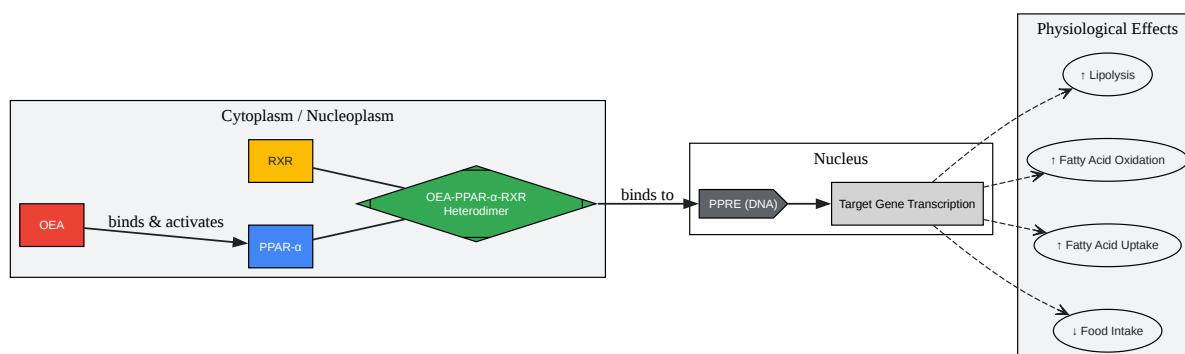 Cytoplasm / Nucleoplasm
RXR
OEA
binds & activates
PPAR-α
OEA-PPAR-α-RXR
Heterodimer
binds to
Nucleus
PPRE (DNA)
Target Gene Transcription
Physiological Effects
↑ Lipolysis
↑ Fatty Acid Oxidation
↑ Fatty Acid Uptake
↓ Food Intake